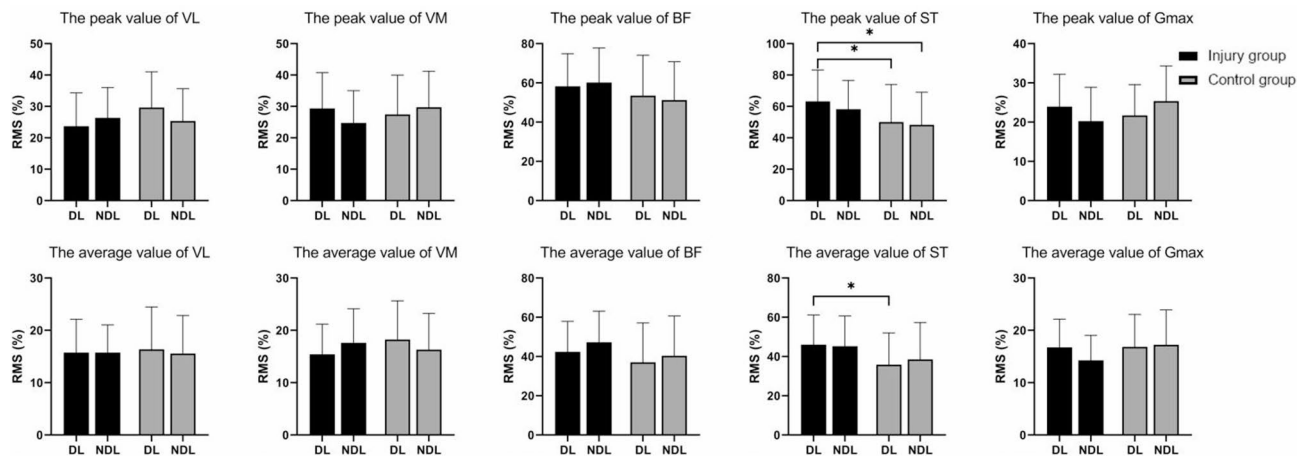 The peak value of VL
50
40
30
20
10
0
RMS (%)
DL NDL DL NDL
The peak value of VM
50
40
30
20
10
0
RMS (%)
DL NDL DL NDL
The peak value of BF
80
60
40
20
0
RMS (%)
DL NDL DL NDL
The peak value of ST
100
80
60
40
20
0
RMS (%)
*
*
DL NDL DL NDL
The peak value of Gmax
40
30
20
10
0
RMS (%)
DL NDL DL NDL
Injury group
Control group
The average value of VL
30
20
10
0
RMS (%)
DL NDL DL NDL
The average value of VM
30
20
10
0
RMS (%)
DL NDL DL NDL
The average value of BF
80
60
40
20
0
RMS (%)
DL NDL DL NDL
The average value of ST
80
60
40
20
0
RMS (%)
*
DL NDL DL NDL
The average value of Gmax
30
20
10
0
RMS (%)
DL NDL DL NDL